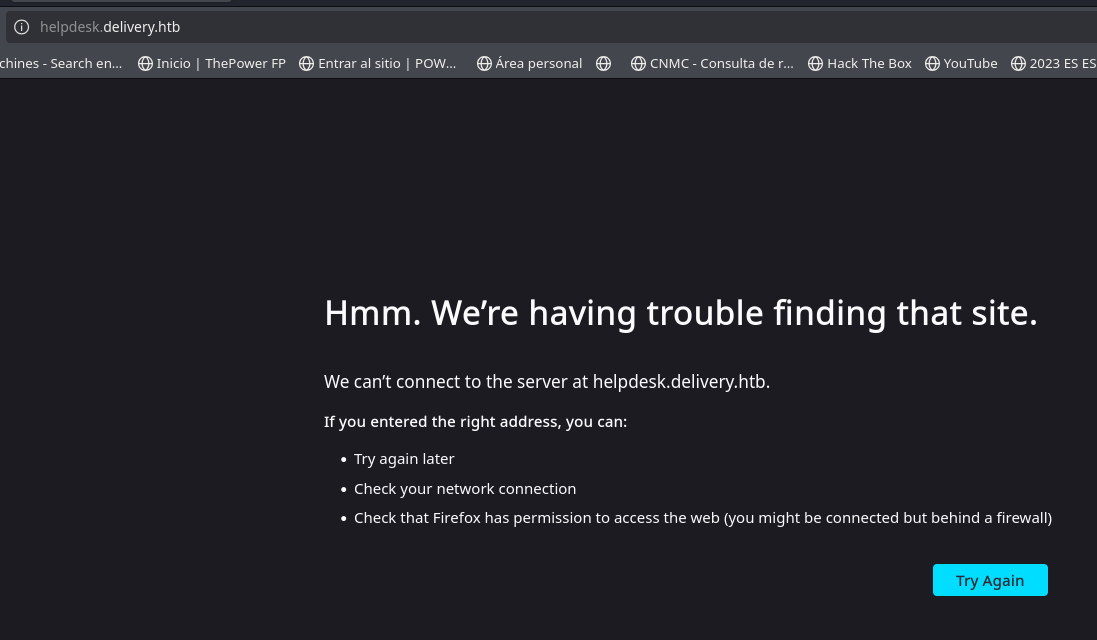 helpdesk.delivery.htb
chines - Search en... Inicio | ThePower FP Entrar al sitio | POW... Área personal CNMC - Consulta de r... Hack The Box YouTube 2023 ES ES
Hmm. We’re having trouble finding that site.
We can’t connect to the server at helpdesk.delivery.htb.
If you entered the right address, you can:
• Try again later
• Check your network connection
• Check that Firefox has permission to access the web (you might be connected but behind a firewall)
Try Again